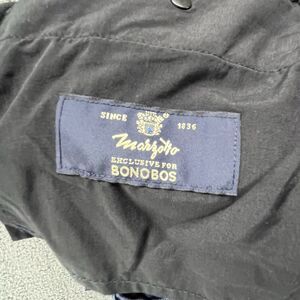 SINCE 1836
Marzotto
EXCLUSIVE FOR
BONOBOS